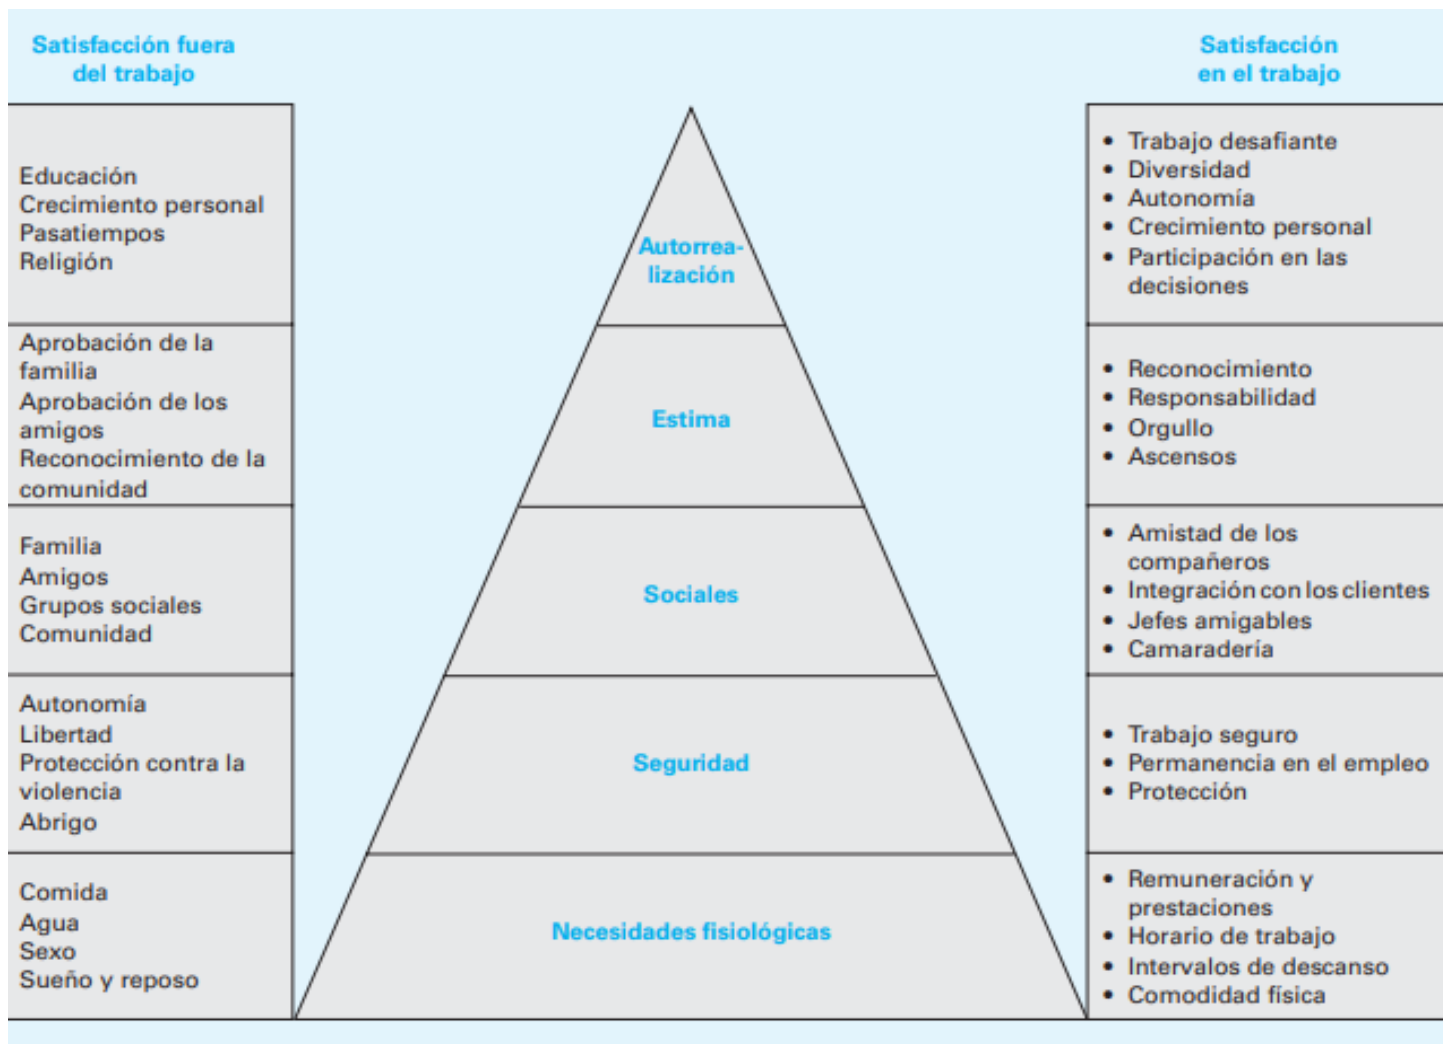 Satisfacción fuera
del trabajo
Satisfacción
en el trabajo
Educación
Crecimiento personal
Pasatiempos
Religión
Autorrea-
lización
• Trabajo desafiante
• Diversidad
• Autonomía
• Crecimiento personal
• Participación en las
decisiones
Aprobación de la
familia
Aprobación de los
amigos
Reconocimiento de la
comunidad
Estima
• Reconocimiento
• Responsabilidad
• Orgullo
• Ascensos
Familia
Amigos
Grupos sociales
Comunidad
Sociales
• Amistad de los
compañeros
• Integración con los clientes
• Jefes amigables
• Camaradería
Autonomía
Libertad
Protección contra la
violencia
Abrigo
Seguridad
• Trabajo seguro
• Permanencia en el empleo
• Protección
Comida
Agua
Sexo
Sueño y reposo
Necesidades fisiológicas
• Remuneración y
prestaciones
• Horario de trabajo
• Intervalos de descanso
• Comodidad física